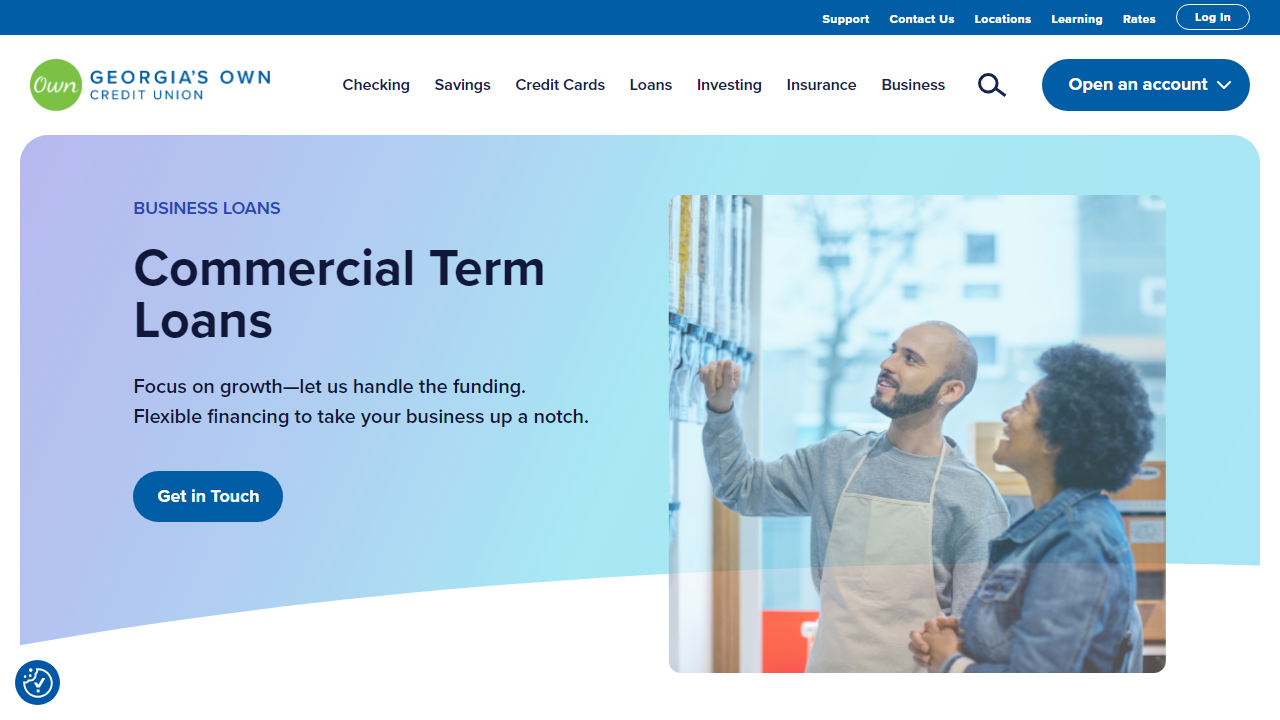 Support Contact Us Locations Learning Rates Log In
Own GEORGIA'S OWN
CREDIT UNION
Checking Savings Credit Cards Loans Investing Insurance Business Open an account
BUSINESS LOANS
Commercial Term
Loans
Focus on growth—let us handle the funding.
Flexible financing to take your business up a notch.
Get in Touch